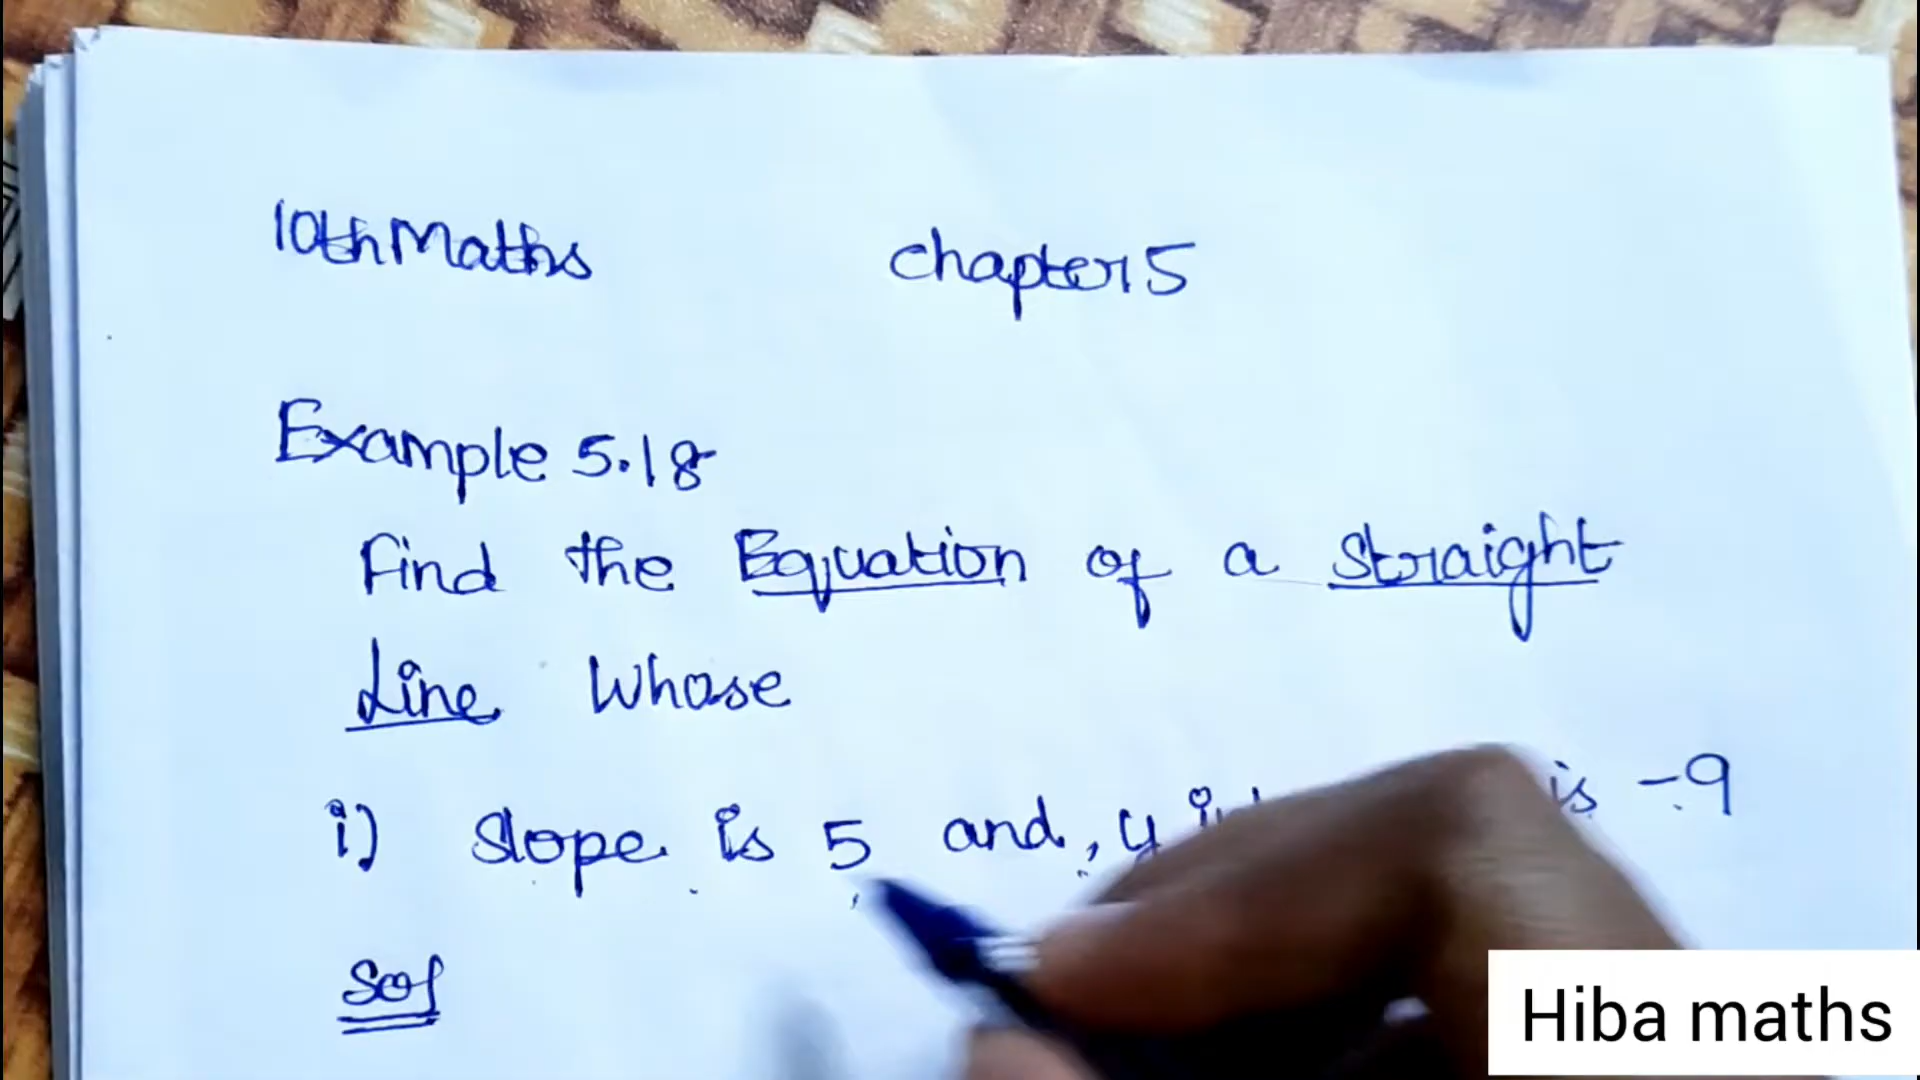 10th Maths chapter 5
Example 5.18
Find the Equation of a Straight
Line Whose
i) Slope is 5 and, y is -9
Sol
Hiba maths